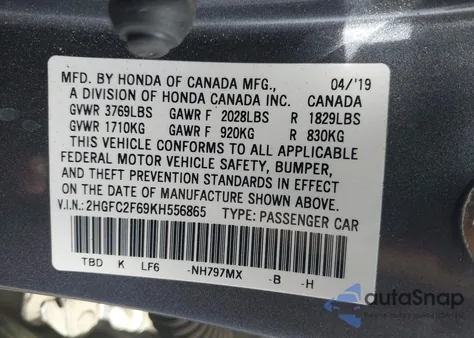 MFD. BY HONDA OF CANADA MFG., 04/'19
A DIVISION OF HONDA CANADA INC. CANADA
GVWR 3769LBS GAWR F 2028LBS R 1829LBS
GVWR 1710KG GAWR F 920KG R 830KG
THIS VEHICLE CONFORMS TO ALL APPLICABLE
FEDERAL MOTOR VEHICLE SAFETY, BUMPER,
AND THEFT PREVENTION STANDARDS IN EFFECT
ON THE DATE OF MANUFACTURE SHOWN ABOVE.
V.I.N.: 2HGFC2F69KH556865 TYPE: PASSENGER CAR
TBD K LF6 -NH797MX -B -H
autoSnap